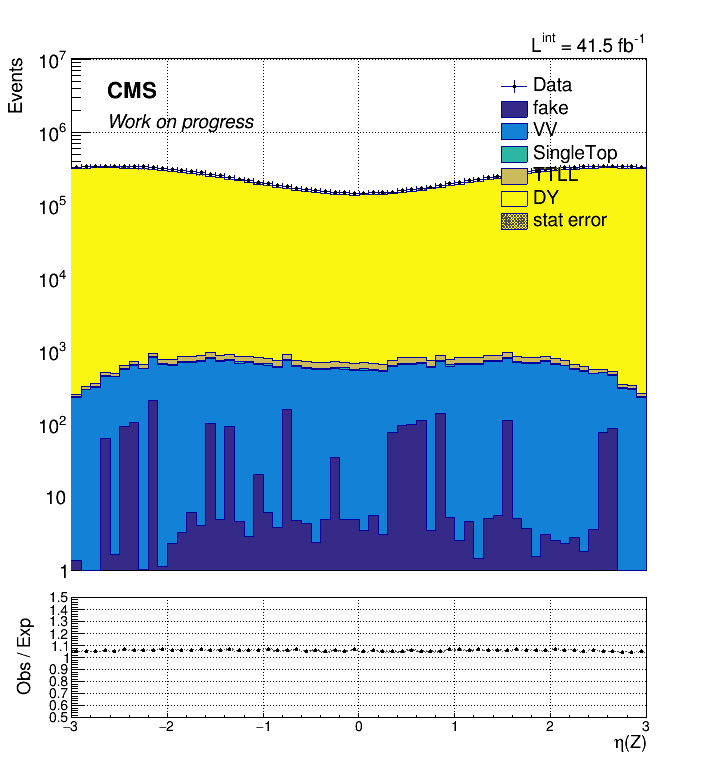 L^int = 41.5 fb^-1
Events
10^7
10^6
10^5
10^4
10^3
10^2
10
1
CMS
Work on progress
Data
fake
VV
SingleTop
TTLL
DY
stat error
Obs / Exp
1.5
1.4
1.3
1.2
1.1
1
0.9
0.8
0.7
0.6
0.5
−3 −2 −1 0 1 2 3
η(Z)